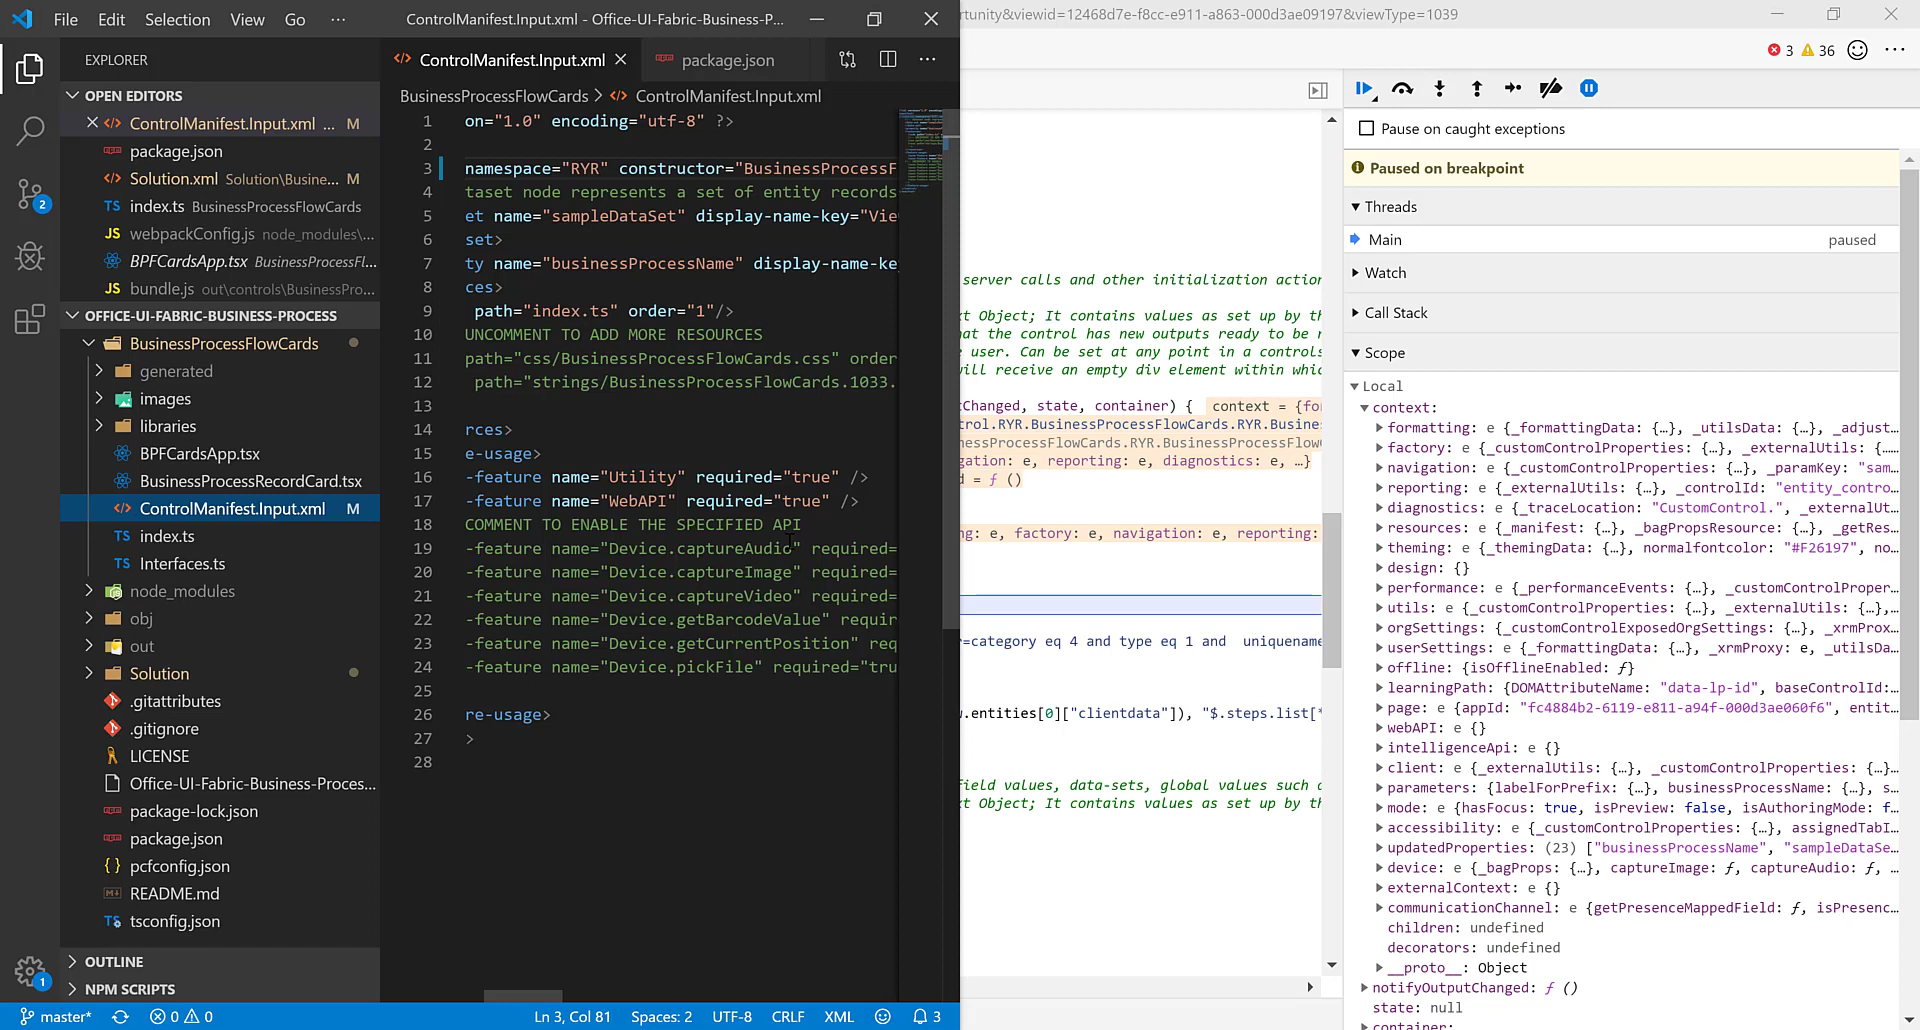 File Edit Selection View Go ···
ControlManifest.Input.xml - Office-UI-Fabric-Business-P...
EXPLORER
OPEN EDITORS
ControlManifest.Input.xml ... M
package.json
Solution.xml Solution\Busine... M
index.ts BusinessProcessFlowCards
webpackConfig.js node_modules\...
BPFCardsApp.tsx BusinessProcessFl...
bundle.js out\controls\BusinessPro...
OFFICE-UI-FABRIC-BUSINESS-PROCESS
BusinessProcessFlowCards
generated
images
libraries
BPFCardsApp.tsx
BusinessProcessRecordCard.tsx
ControlManifest.Input.xml M
index.ts
Interfaces.ts
node_modules
obj
out
Solution
.gitattributes
.gitignore
LICENSE
Office-UI-Fabric-Business-Proces...
package-lock.json
package.json
pcfconfig.json
README.md
tsconfig.json
OUTLINE
NPM SCRIPTS
2
1
ControlManifest.Input.xml
package.json
BusinessProcessFlowCards > ControlManifest.Input.xml
1 on="1.0" encoding="utf-8" ?>
2
3 namespace="RYR" constructor="BusinessProcessF
4 taset node represents a set of entity records
5 et name="sampleDataSet" display-name-key="Vie
6 set>
7 ty name="businessProcessName" display-name-ke
8 ces>
9 path="index.ts" order="1"/>
10 UNCOMMENT TO ADD MORE RESOURCES
11 path="css/BusinessProcessFlowCards.css" order
12 path="strings/BusinessProcessFlowCards.1033.
13
14 rces>
15 e-usage>
16 -feature name="Utility" required="true" />
17 -feature name="WebAPI" required="true" />
18 COMMENT TO ENABLE THE SPECIFIED API
19 -feature name="Device.captureAudio" required=
20 -feature name="Device.captureImage" required=
21 -feature name="Device.captureVideo" required=
22 -feature name="Device.getBarcodeValue" requir
23 -feature name="Device.getCurrentPosition" req
24 -feature name="Device.pickFile" required="tru
25
26 re-usage>
27 >
28
master* 0 0 Ln 3, Col 81 Spaces: 2 UTF-8 CRLF XML 3
rtunity&viewid=12468d7e-f8cc-e911-a863-000d3ae09197&viewType=1039
3 36 ···
server calls and other initialization action
xt Object; It contains values as set up by th
hat the control has new outputs ready to be r
e user. Can be set at any point in a controls
will receive an empty div element within whic
tChanged, state, container) { context = {fo
trol.RYR.BusinessProcessFlowCards.RYR.Busines
nessProcessFlowCards.RYR.BusinessProcessFlowC
gation: e, reporting: e, diagnostics: e, …}
d = ƒ ()
ng: e, factory: e, navigation: e, reporting:
r=category eq 4 and type eq 1 and uniquename
w.entities[0]["clientdata"]), "$.steps.list[*
field values, data-sets, global values such a
xt Object; It contains values as set up by th
Pause on caught exceptions
Paused on breakpoint
Threads
Main paused
Watch
Call Stack
Scope
Local
context:
formatting: e {_formattingData: {…}, _utilsData: {…}, _adjust…
factory: e {_customControlProperties: {…}, _externalUtils: {…}…
navigation: e {_customControlProperties: {…}, _paramKey: "sam…
reporting: e {_externalUtils: {…}, _controlId: "entity_contro…
diagnostics: e {_traceLocation: "CustomControl.", _externalUt…
resources: e {_manifest: {…}, _bagPropsResource: {…}, _getRes…
theming: e {_themingData: {…}, normalfontcolor: "#F26197", no…
design: {}
performance: e {_performanceEvents: {…}, _customControlProper…
utils: e {_customControlProperties: {…}, _externalUtils: {…},…
orgSettings: e {_customControlExposedOrgSettings: {…}, _xrmProx…
userSettings: e {_formattingData: {…}, _xrmProxy: e, _utilsDa…
offline: {isOfflineEnabled: ƒ}
learningPath: {DOMAttributeName: "data-lp-id", baseControlId:…
page: e {appId: "fc4884b2-6119-e811-a94f-000d3ae060f6", entit…
webAPI: e {}
intelligenceApi: e {}
client: e {_externalUtils: {…}, _customControlProperties: {…}…
parameters: {labelForPrefix: {…}, businessProcessName: {…}, s…
mode: e {hasFocus: true, isPreview: false, isAuthoringMode: f…
accessibility: e {_customControlProperties: {…}, assignedTabI…
updatedProperties: (23) ["businessProcessName", "sampleDataSe…
device: e {_bagProps: {…}, captureImage: ƒ, captureAudio: ƒ, …
externalContext: e {}
communicationChannel: e {getPresenceMappedField: ƒ, isPresenc…
children: undefined
decorators: undefined
__proto__: Object
notifyOutputChanged: ƒ ()
state: null
container: